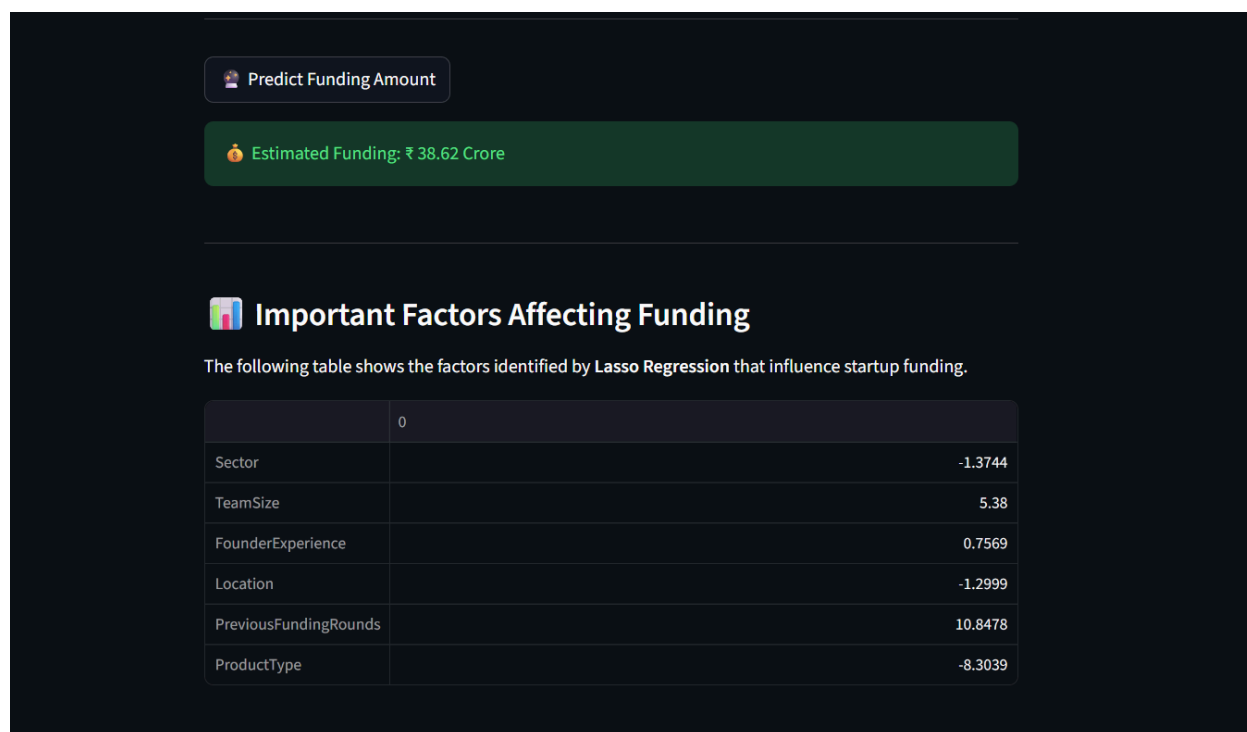 🔮 Predict Funding Amount
💰 Estimated Funding: ₹ 38.62 Crore
📊 Important Factors Affecting Funding
The following table shows the factors identified by Lasso Regression that influence startup funding.
0
Sector -1.3744
TeamSize 5.38
FounderExperience 0.7569
Location -1.2999
PreviousFundingRounds 10.8478
ProductType -8.3039